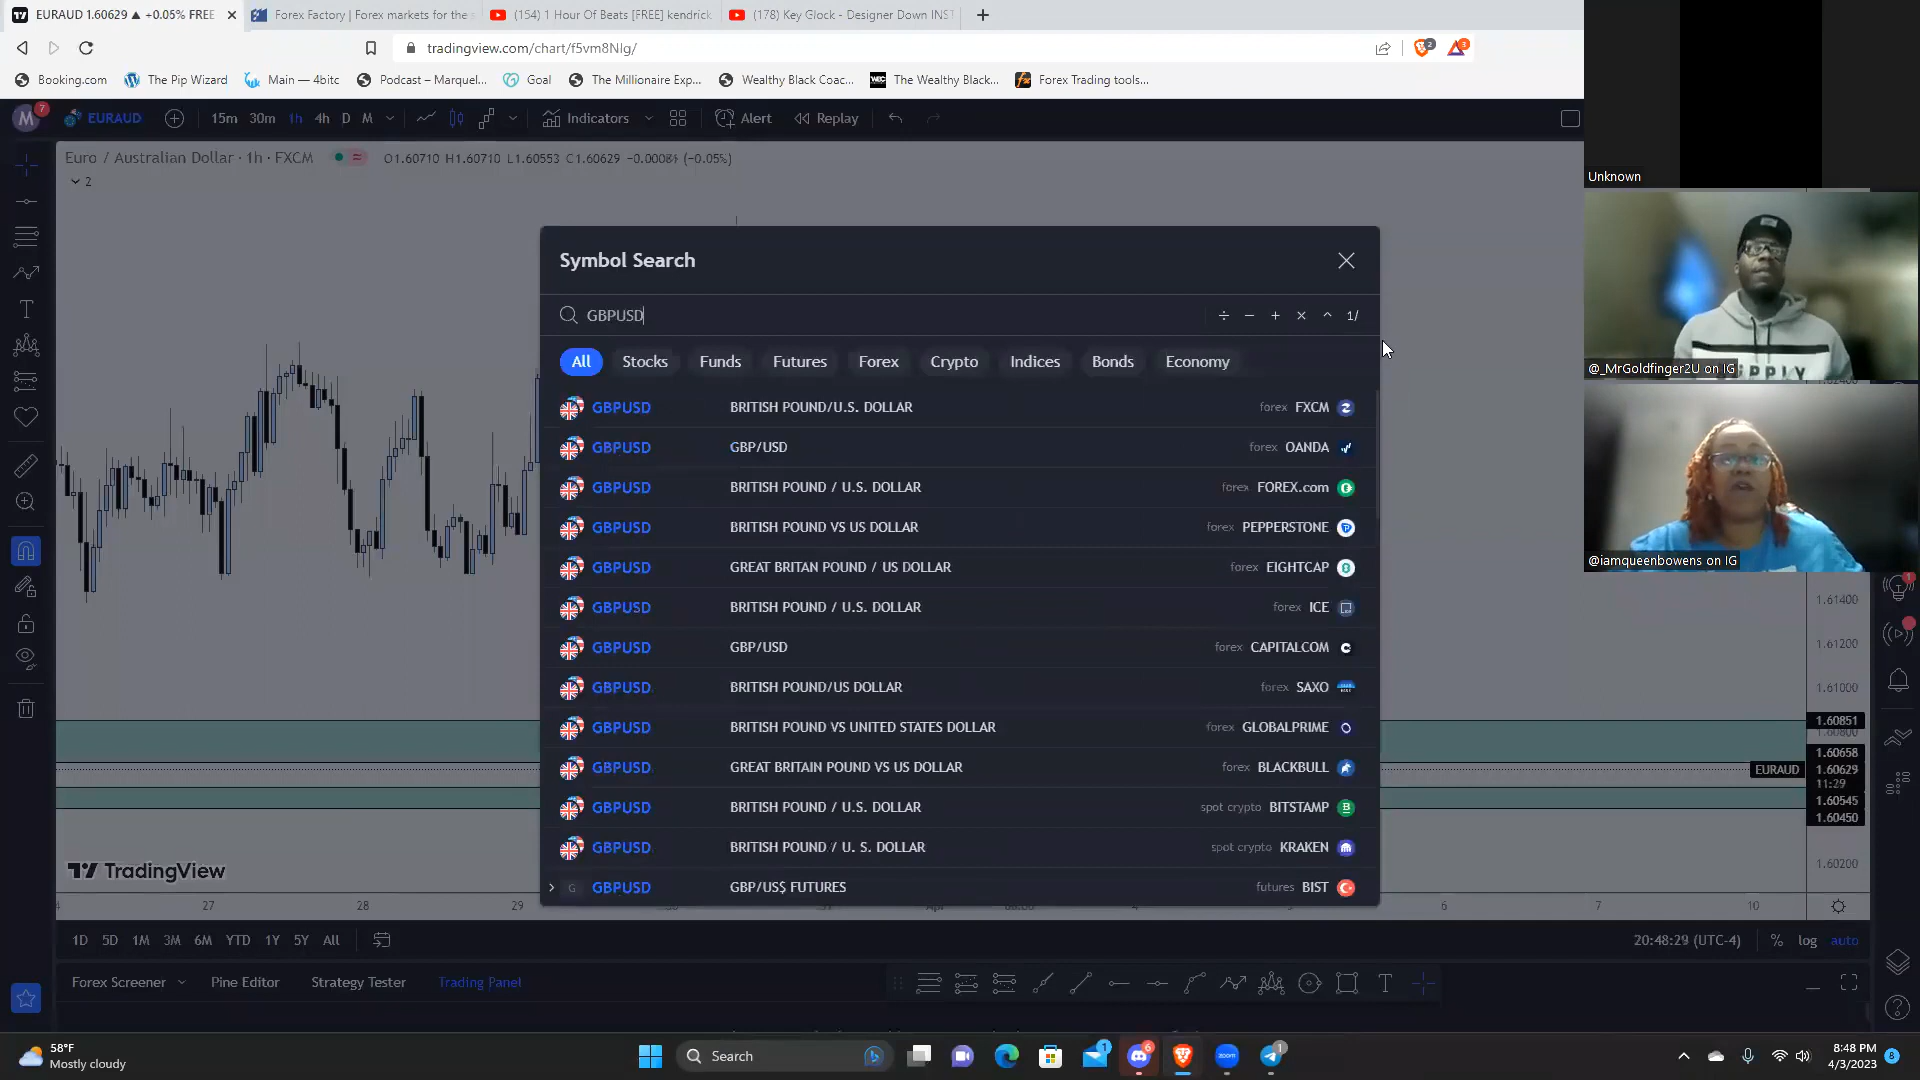 EURAUD 1.60629 ▲ +0.05% FREE
Forex Factory | Forex markets for the
(154) 1 Hour Of Beats [FREE] kendrick
(178) Key Glock - Designer Down INST
tradingview.com/chart/f5vm8NIg/
2
3
Booking.com
The Pip Wizard
Main — 4bitc
Podcast – Marquel...
Goal
The Millionaire Exp...
Wealthy Black Coac...
The Wealthy Black...
Forex Trading tools...
M
7
EURAUD
15m 30m 1h 4h D M
Indicators
Alert
Replay
Euro / Australian Dollar · 1h · FXCM
O1.60710 H1.60710 L1.60553 C1.60629 −0.00081 (−0.05%)
2
Unknown
@_MrGoldfinger2U on IG
@iamqueenbowens on IG
Symbol Search
GBPUSD
÷ − + × ^ 1/
All Stocks Funds Futures Forex Crypto Indices Bonds Economy
GBPUSD BRITISH POUND/U.S. DOLLAR forex FXCM
GBPUSD GBP/USD forex OANDA
GBPUSD BRITISH POUND / U.S. DOLLAR forex FOREX.com
GBPUSD BRITISH POUND VS US DOLLAR forex PEPPERSTONE
GBPUSD GREAT BRITAN POUND / US DOLLAR forex EIGHTCAP
GBPUSD BRITISH POUND / U.S. DOLLAR forex ICE
GBPUSD GBP/USD forex CAPITALCOM
GBPUSD BRITISH POUND/US DOLLAR forex SAXO
GBPUSD BRITISH POUND VS UNITED STATES DOLLAR forex GLOBALPRIME
GBPUSD GREAT BRITAIN POUND VS US DOLLAR forex BLACKBULL
GBPUSD BRITISH POUND / U.S. DOLLAR spot crypto BITSTAMP
GBPUSD BRITISH POUND / U. S. DOLLAR spot crypto KRAKEN
G GBPUSD GBP/US$ FUTURES futures BIST
1.61400
1.61200
1.61000
1.60851
1.60658
EURAUD 1.60629
11:29
1.60545
1.60450
1.60200
TradingView
27 28 29 6 7 10
1D 5D 1M 3M 6M YTD 1Y 5Y All
20:48:29 (UTC-4) % log auto
Forex Screener Pine Editor Strategy Tester Trading Panel
58°F
Mostly cloudy
Search
1
6
zoom
1
8:48 PM
4/3/2023
8